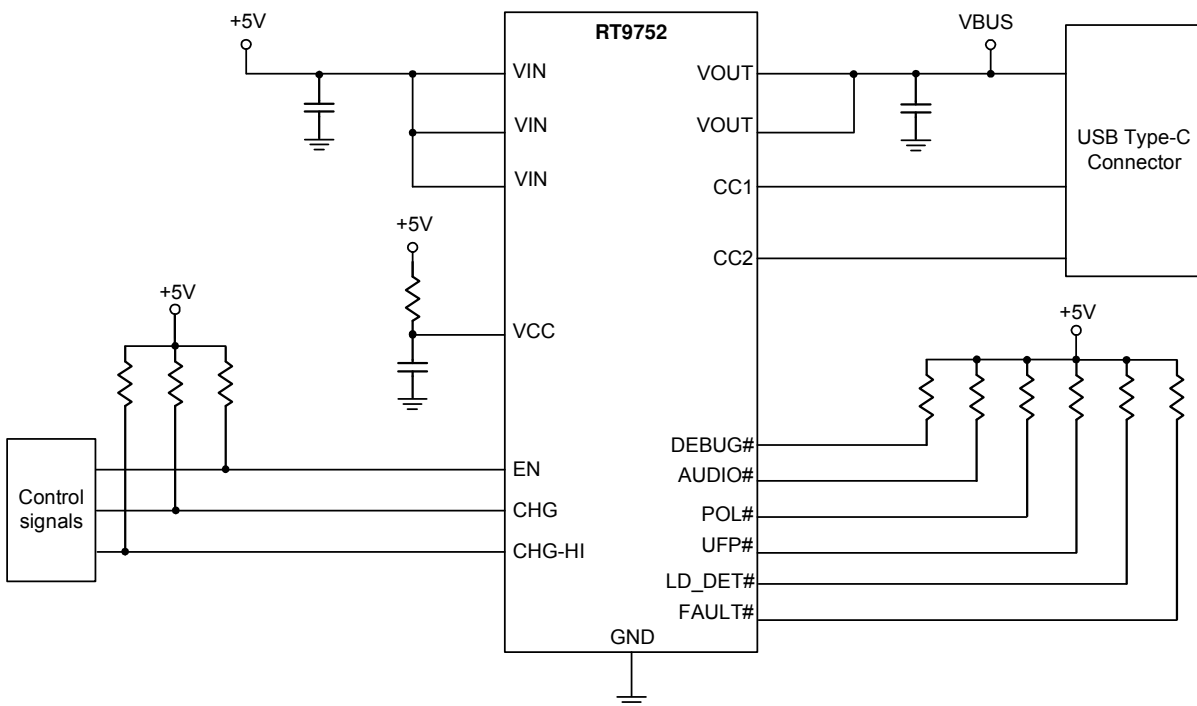 +5V
RT9752
VBUS
VIN
VOUT
VIN
VOUT
USB Type-C
Connector
VIN
CC1
+5V
CC2
+5V
VCC
+5V
DEBUG#
EN
AUDIO#
Control
signals
CHG
POL#
CHG-HI
UFP#
LD_DET#
FAULT#
GND